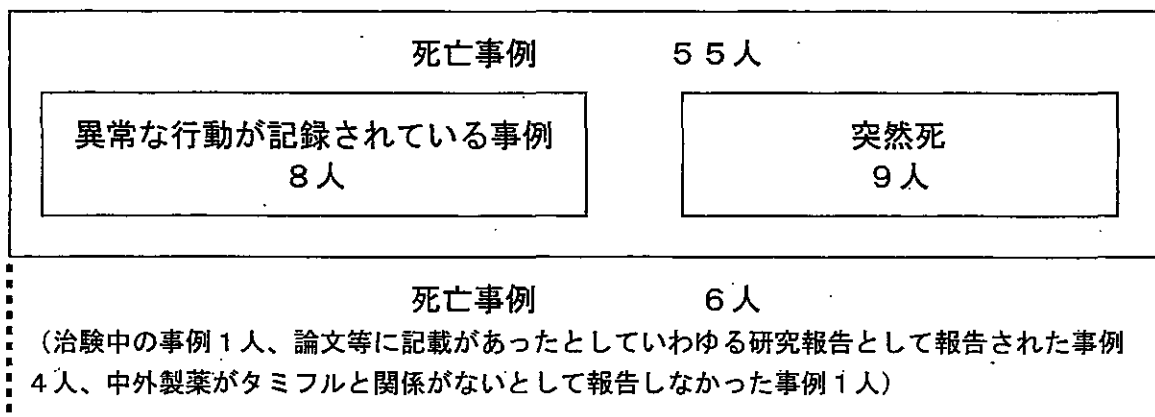 死亡事例 55人
異常な行動が記録されている事例
8人
突然死
9人
死亡事例 6人
(治験中の事例1人、論文等に記載があったとしていわゆる研究報告として報告された事例
4人、中外製薬がタミフルと関係がないとして報告しなかった事例1人)